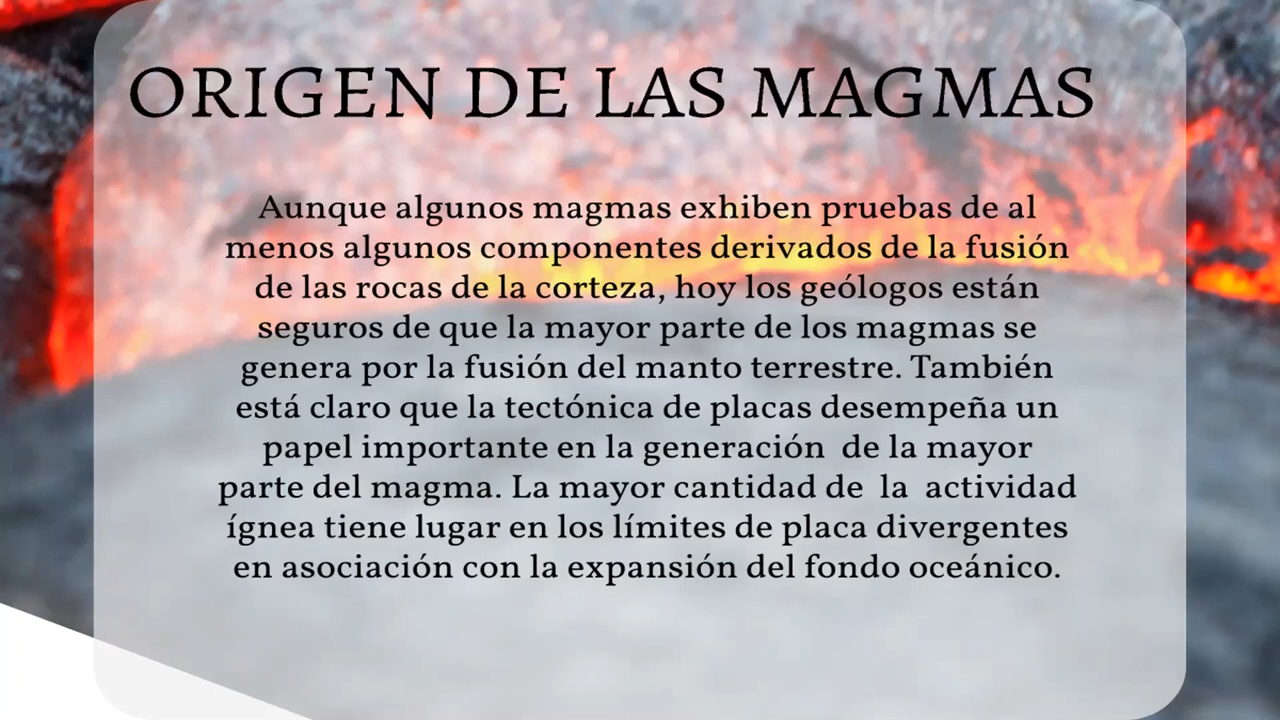 ORIGEN DE LAS MAGMAS
Aunque algunos magmas exhiben pruebas de al
menos algunos componentes derivados de la fusión
de las rocas de la corteza, hoy los geólogos están
seguros de que la mayor parte de los magmas se
genera por la fusión del manto terrestre. También
está claro que la tectónica de placas desempeña un
papel importante en la generación de la mayor
parte del magma. La mayor cantidad de la actividad
ígnea tiene lugar en los límites de placa divergentes
en asociación con la expansión del fondo oceánico.